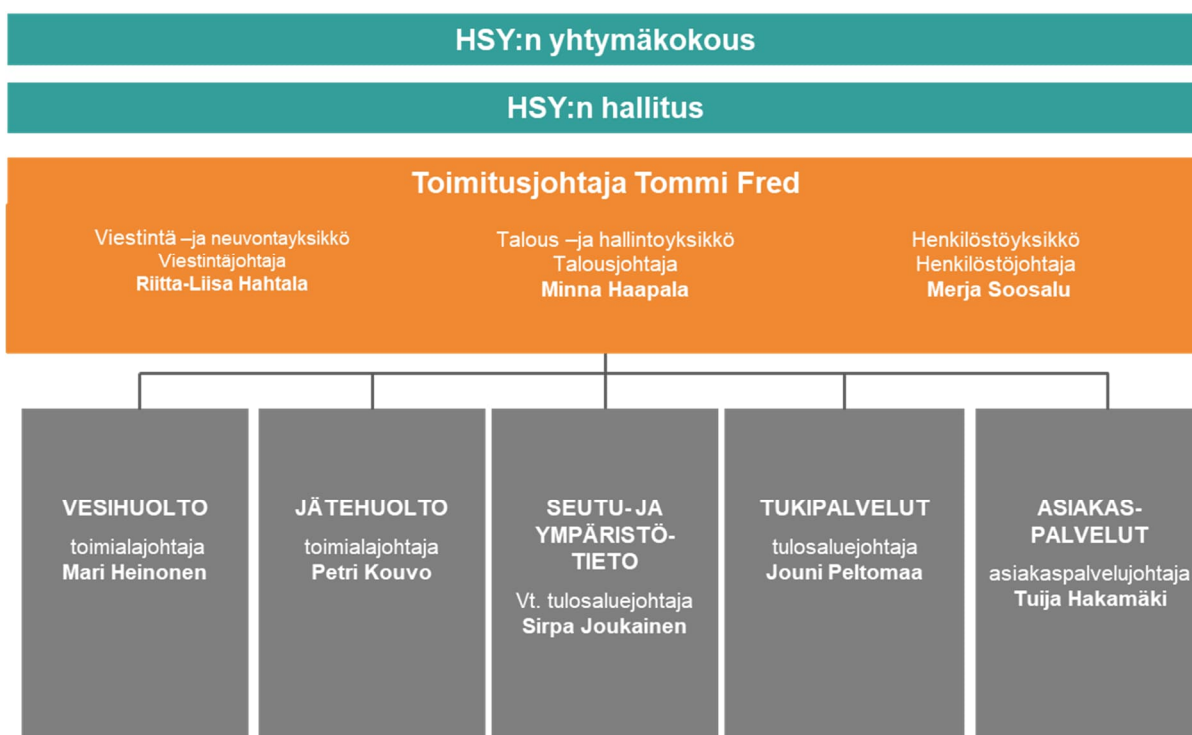 HSY:n yhtymäkokous
HSY:n hallitus
Toimitusjohtaja Tommi Fred
Viestintä –ja neuvontayksikkö
Viestintäjohtaja
Riitta-Liisa Hahtala
Talous –ja hallintoyksikkö
Talousjohtaja
Minna Haapala
Henkilöstöyksikkö
Henkilöstöjohtaja
Merja Soosalu
VESIHUOLTO
toimialajohtaja
Mari Heinonen
JÄTEHUOLTO
toimialajohtaja
Petri Kouvo
SEUTU- JA
YMPÄRISTÖ-
TIETO
Vt. tulosaluejohtaja
Sirpa Joukainen
TUKIPALVELUT
tulosaluejohtaja
Jouni Peltomaa
ASIAKAS-
PALVELUT
asiakaspalvelujohtaja
Tuija Hakamäki